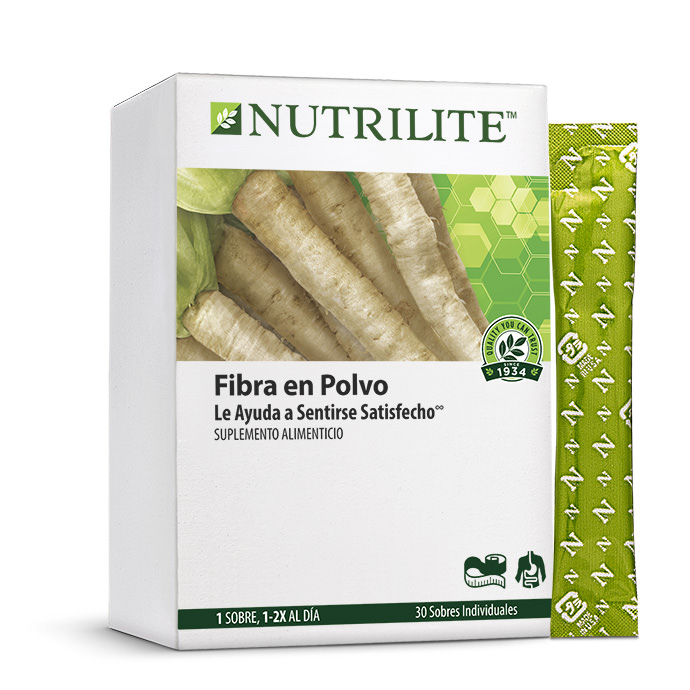 NUTRILITE™
QUALITY YOU CAN TRUST
SINCE
1934
Fibra en Polvo
Le Ayuda a Sentirse Satisfecho∞
SUPLEMENTO ALIMENTICIO
1 SOBRE, 1-2X AL DÍA
30 Sobres Individuales